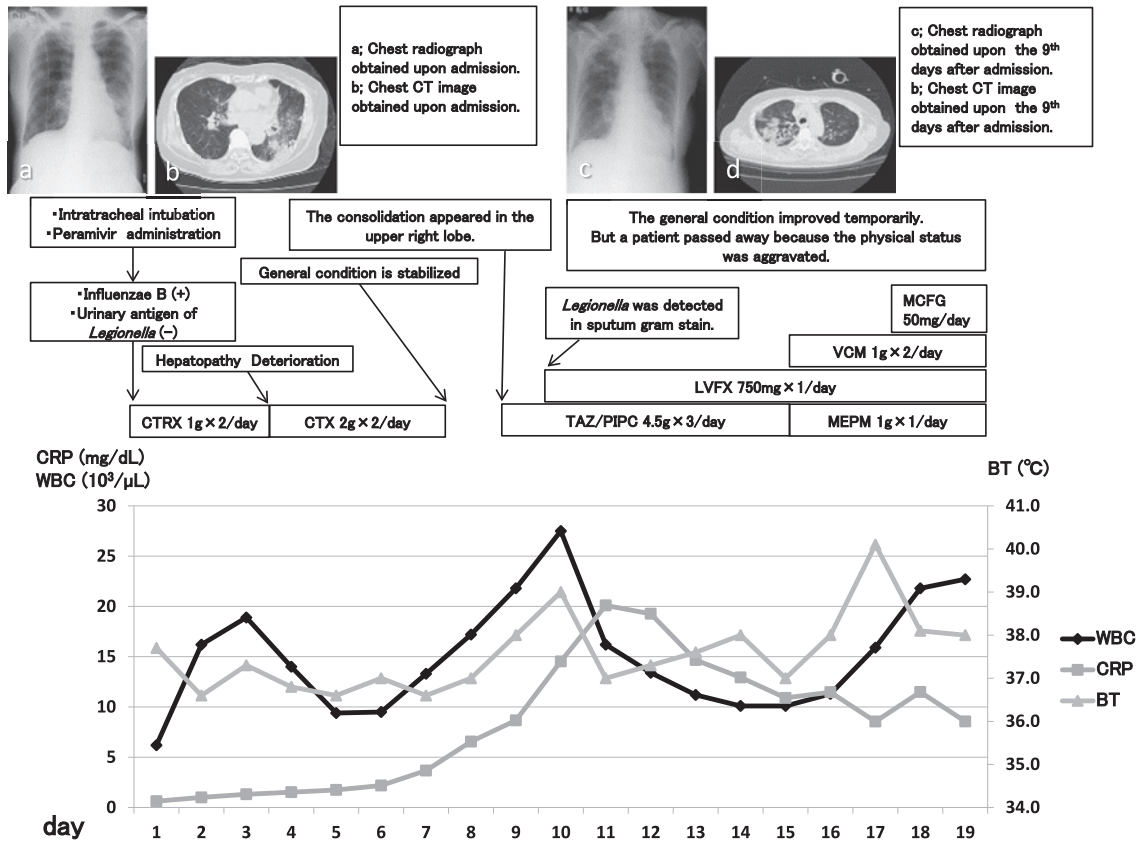 a
b
a; Chest radiograph
obtained upon admission.
b; Chest CT image
obtained upon admission.
c
d
c; Chest radiograph
obtained upon the 9th
days after admission.
b; Chest CT image
obtained upon the 9th
days after admission.
・Intratracheal intubation
・Peramivir administration
The consolidation appeared in the
upper right lobe.
The general condition improved temporarily.
But a patient passed away because the physical status
was aggravated.
General condition is stabilized
・Influenzae B (+)
・Urinary antigen of
Legionella (−)
Legionella was detected
in sputum gram stain.
MCFG
50mg/day
Hepatopathy Deterioration
VCM 1g×2/day
LVFX 750mg×1/day
CTRX 1g×2/day
CTX 2g×2/day
TAZ/PIPC 4.5g×3/day
MEPM 1g×1/day
CRP (mg/dL)
WBC (10³/μL)
BT (℃)
30
25
20
15
10
5
0
41.0
40.0
39.0
38.0
37.0
36.0
35.0
34.0
WBC
CRP
BT
day
1 2 3 4 5 6 7 8 9 10 11 12 13 14 15 16 17 18 19